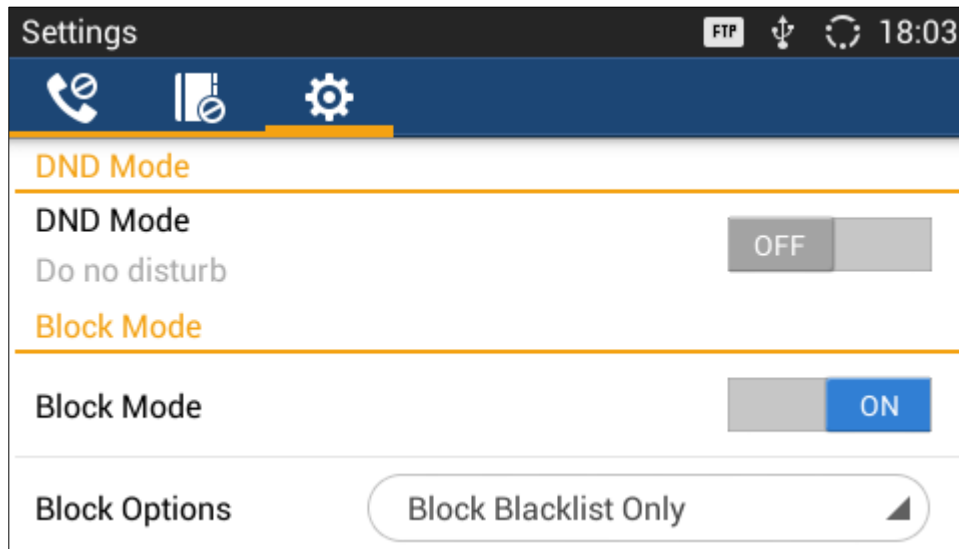 Settings FTP 18:03
DND Mode
DND Mode
OFF
Do no disturb
Block Mode
Block Mode ON
Block Options Block Blacklist Only